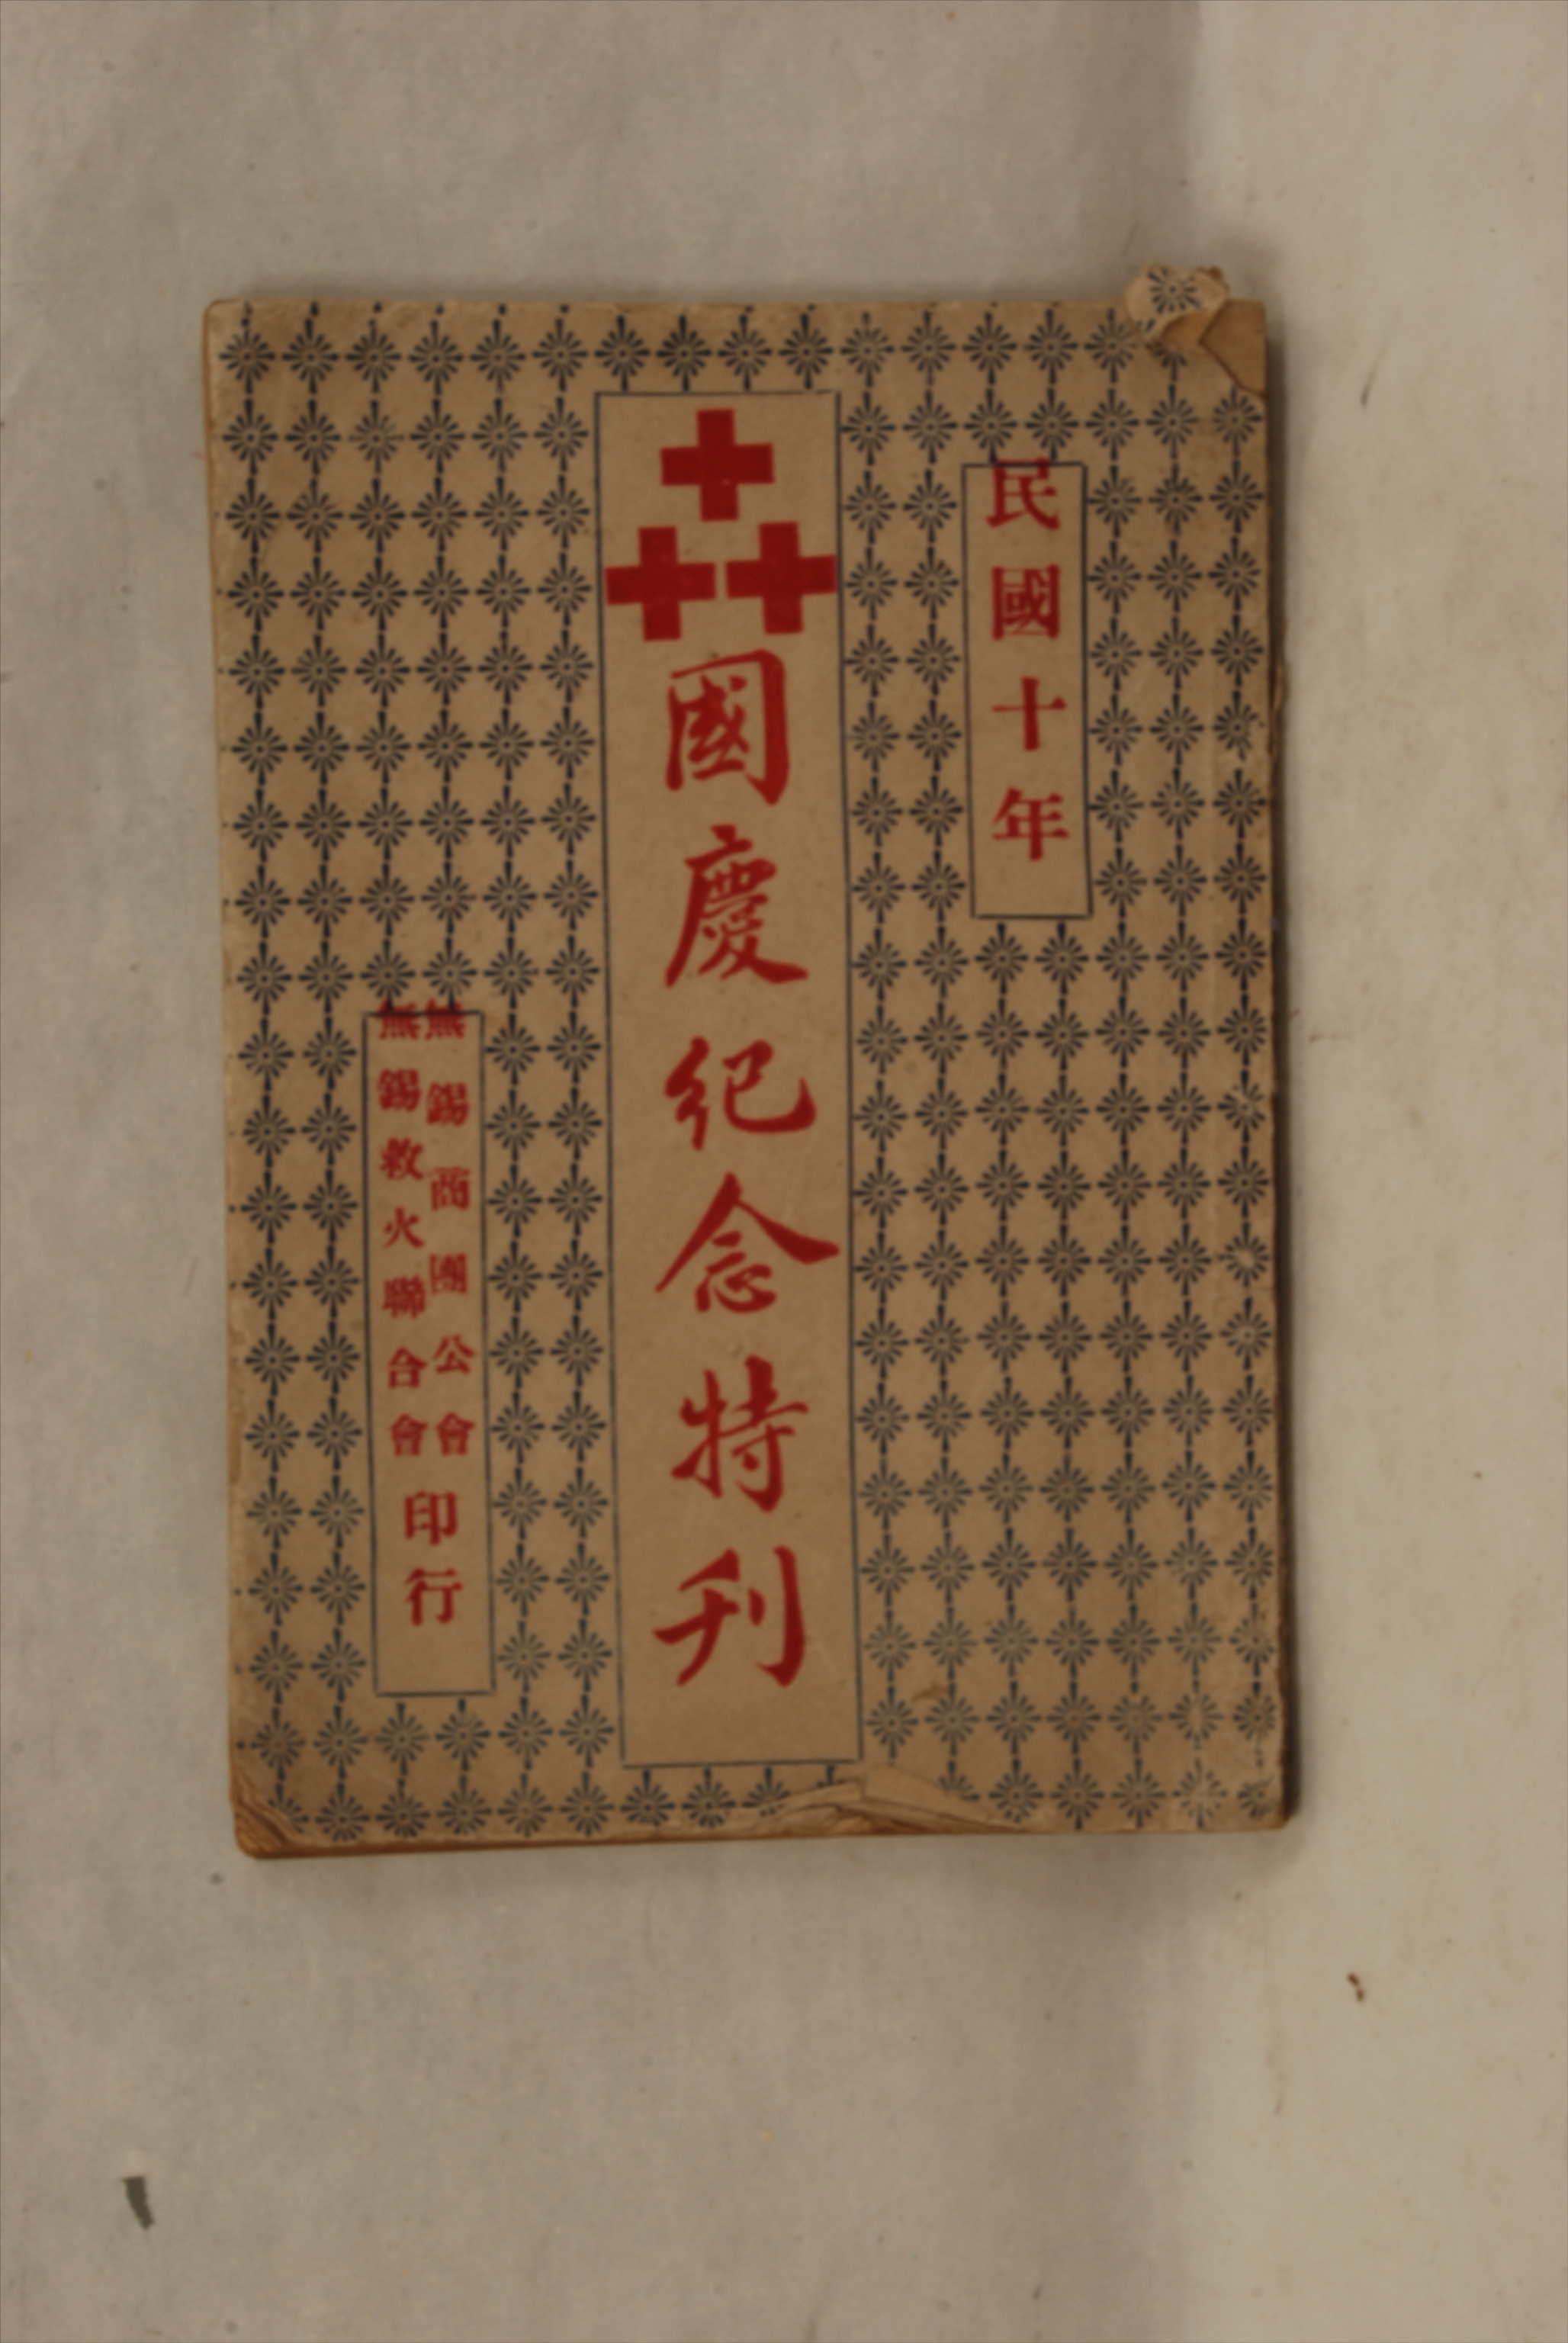 民國十年
國慶紀念特刊
無錫商團公會
無錫救火聯合會
印行